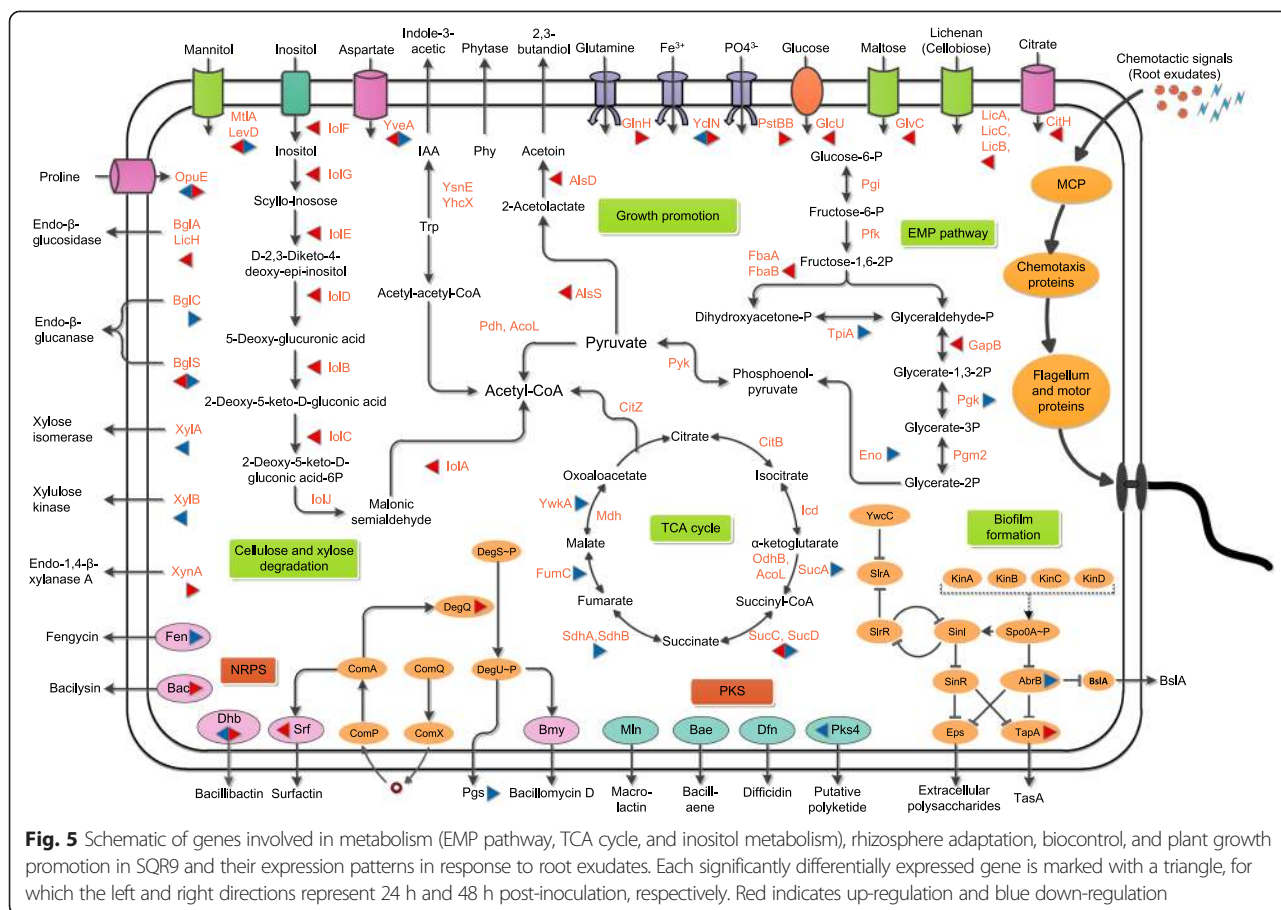 Mannitol
Inositol
Aspartate
Indole-3-
acetic
Phytase
2,3-
butandiol
Glutamine
Fe3+
PO43-
Glucose
Maltose
Lichenan
(Cellobiose)
Citrate
Chemotactic signals
(Root exudates)
MtlA
LevD
IolF
YveA
GlnH
YclN
PstBB
GlcU
GlvC
LicA,
LicC,
LicB,
CitH
Inositol
IAA
Phy
Acetoin
Glucose-6-P
Proline
OpuE
IolG
YsnE
YhcX
AlsD
Pgi
MCP
Scyllo-Inosose
2-Acetolactate
Fructose-6-P
Endo-β-
glucosidase
BglA
LicH
IolE
Trp
Growth promotion
Pfk
EMP pathway
D-2,3-Diketo-4-
deoxy-epi-inositol
FbaA
FbaB
Fructose-1,6-2P
Chemotaxis
proteins
BglC
IolD
Acetyl-acetyl-CoA
AlsS
Dihydroxyacetone-P
Glyceraldehyde-P
Endo-β-
glucanase
5-Deoxy-glucuronic acid
Pdh, AcoL
Pyruvate
TpiA
GapB
BglS
IolB
Pyk
Phosphoenol-
pyruvate
Glycerate-1,3-2P
Flagellum
and motor
proteins
2-Deoxy-5-keto-D-gluconic acid
Acetyl-CoA
Pgk
Xylose
isomerase
XylA
IolC
CitZ
Glycerate-3P
Citrate
CitB
Eno
Pgm2
2-Deoxy-5-keto-D-
gluconic acid-6P
IolA
Oxoaloacetate
Isocitrate
Glycerate-2P
Xylulose
kinase
XylB
IolJ
Malonic
semialdehyde
YwkA
Mdh
Icd
YwcC
TCA cycle
Biofilm
formation
Cellulose and xylose
degradation
DegS~P
Malate
α-ketoglutarate
Endo-1,4-β-
xylanase A
XynA
FumC
OdhB,
AcoL
SucA
SlrA
KinA
KinB
KinC
KinD
DegQ
Fumarate
Succinyl-CoA
Fengycin
Fen
SdhA,SdhB
Succinate
SucC, SucD
SlrR
SinI
Spo0A~P
NRPS
ComA
ComQ
DegU~P
PKS
Bacilysin
Bac
SinR
AbrB
BslA
BslA
Dhb
Srf
ComP
ComX
Bmy
Mln
Bae
Dfn
Pks4
Eps
TapA
Bacillibactin
Surfactin
Pgs
Bacillomycin D
Macro-
lactin
Bacill-
aene
Difficidin
Putative
polyketide
Extracellular
polysaccharides
TasA
Fig. 5 Schematic of genes involved in metabolism (EMP pathway, TCA cycle, and inositol metabolism), rhizosphere adaptation, biocontrol, and plant growth
promotion in SQR9 and their expression patterns in response to root exudates. Each significantly differentially expressed gene is marked with a triangle, for
which the left and right directions represent 24 h and 48 h post-inoculation, respectively. Red indicates up-regulation and blue down-regulation